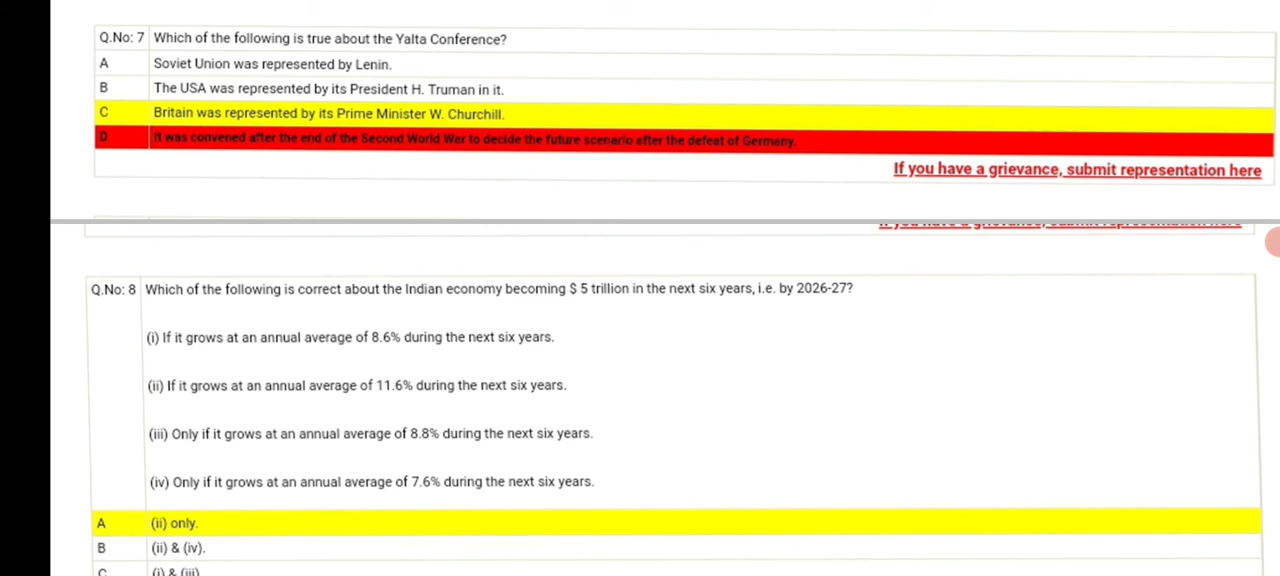 Q.No: 7 Which of the following is true about the Yalta Conference?
A Soviet Union was represented by Lenin.
B The USA was represented by its President H. Truman in it.
C Britain was represented by its Prime Minister W. Churchill.
D It was convened after the end of the Second World War to decide the future scenario after the defeat of Germany.
If you have a grievance, submit representation here
If you have a grievance, submit representation here
Q.No: 8 Which of the following is correct about the Indian economy becoming $ 5 trillion in the next six years, i.e. by 2026-27?
(i) If it grows at an annual average of 8.6% during the next six years.
(ii) If it grows at an annual average of 11.6% during the next six years.
(iii) Only if it grows at an annual average of 8.8% during the next six years.
(iv) Only if it grows at an annual average of 7.6% during the next six years.
A (ii) only.
B (ii) & (iv).
C (i) & (iii)